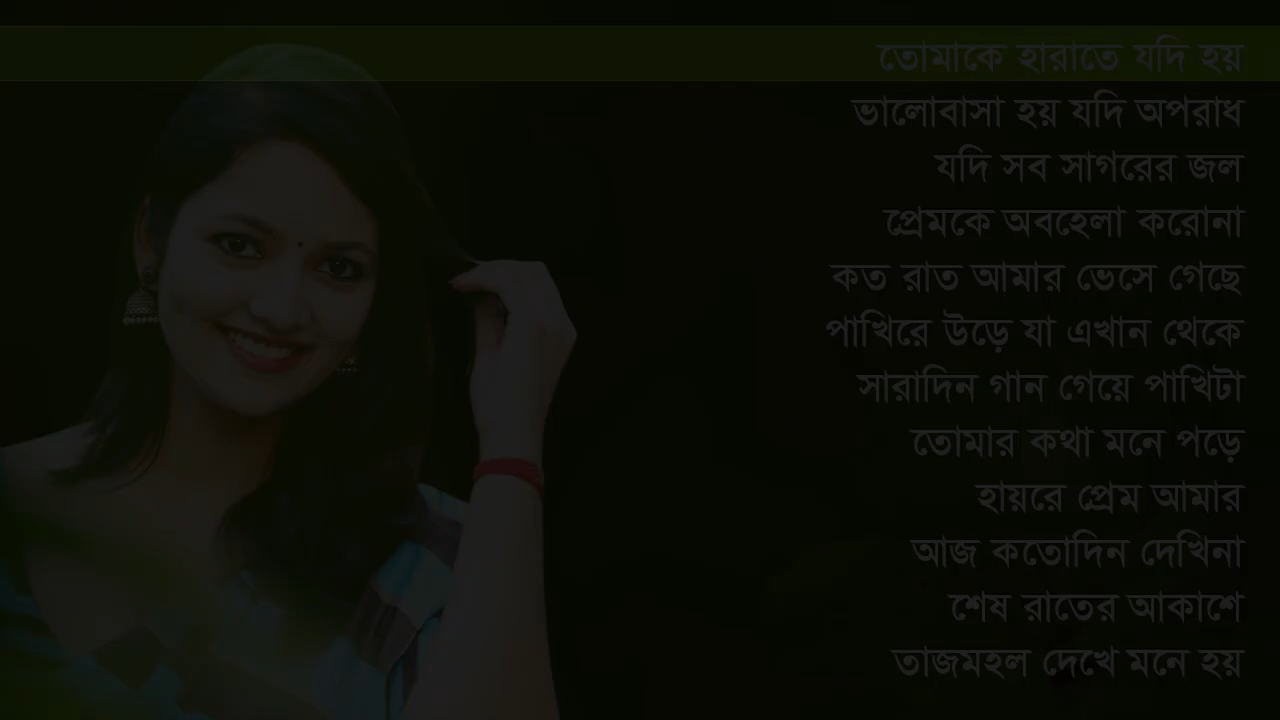 তোমাকে হারাতে যদি হয়
ভালোবাসা হয় যদি অপরাধ
যদি সব সাগরের জল
প্রেমকে অবহেলা করোনা
কত রাত আমার ভেসে গেছে
পাখিরে উড়ে যা এখান থেকে
সারাদিন গান গেয়ে পাখিটা
তোমার কথা মনে পড়ে
হায়রে প্রেম আমার
আজ কতোদিন দেখিনা
শেষ রাতের আকাশে
তাজমহল দেখে মনে হয়